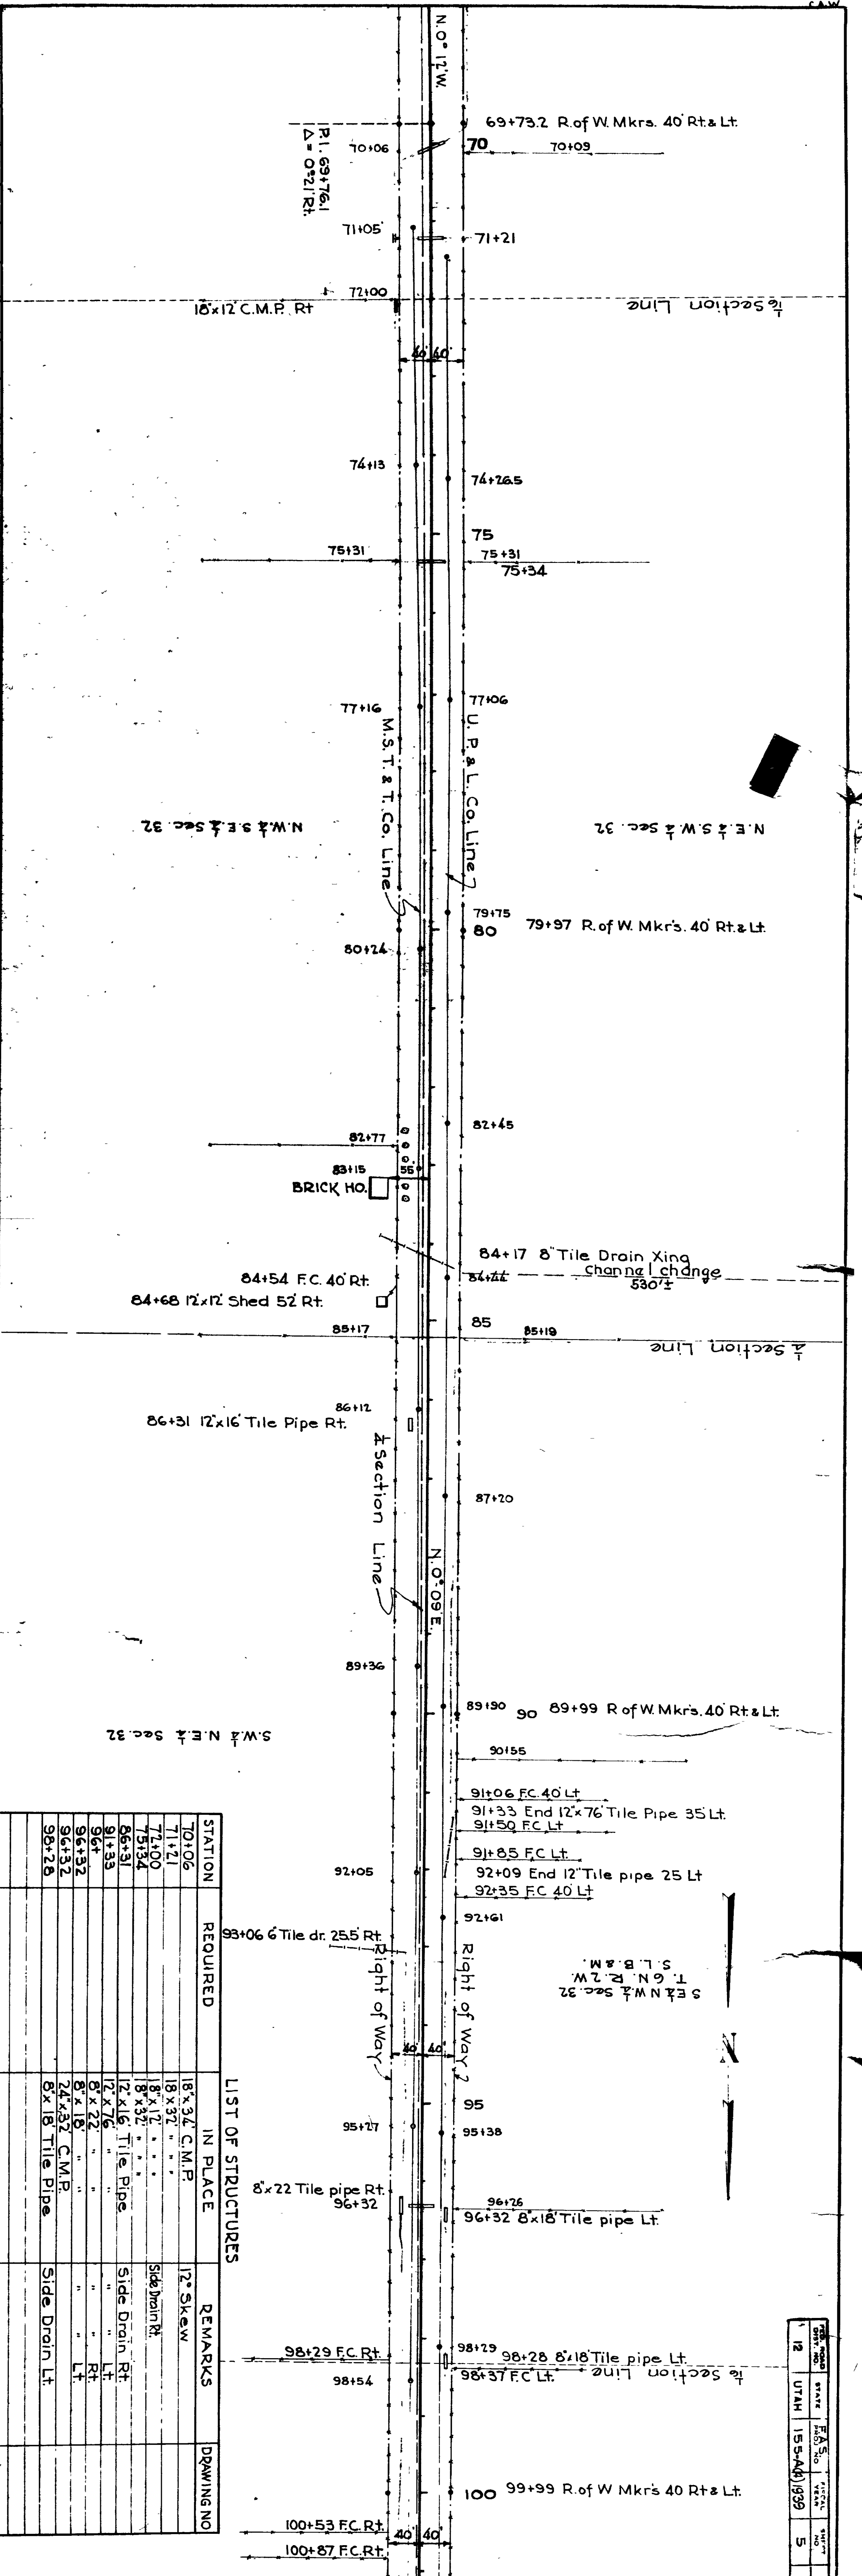 C.A.W.
N. 0° 12' W.
69+73.2 R. of W. Mkrs. 40' Rt. & Lt.
P.I. 69+76.1
Δ = 0°21' Rt.
70+06
70
70+09
71+05
71+21
72+00
18"x12' C.M.P. Rt
1/16 Section Line
40' 40'
74+13
74+26.5
75
75+31
75+31
75+34
77+16
77+06
M.S.T. & T. Co. Line
U. P. & L. Co. Line
N.W. 1/4 S.E. 1/4 Sec. 32
N.E. 1/4 S.W. 1/4 Sec. 32
79+75
80
79+97 R. of W. Mkr's. 40' Rt. & Lt.
80+24
82+45
82+77
83+15
55'
BRICK HO.
84+17 8" Tile Drain Xing
Channel change
84+44
530'±
84+54 F.C. 40' Rt.
84+68 12'x12' Shed 52' Rt.
85
85+17
85+19
1/4 Section Line
86+12
86+31 12"x16' Tile Pipe Rt.
1/4 Section Line
87+20
N. 0° 09' E.
89+36
89+90
90
89+99 R of W. Mkr's. 40' Rt. & Lt.
S.W. 1/4 N.E. 1/4 Sec. 32
90+55
91+06 F.C. 40' Lt
91+33 End 12"x76' Tile Pipe 35' Lt.
91+50 F.C. Lt
91+85 F.C Lt.
92+05
92+09 End 12" Tile pipe 25 Lt
92+35 F.C 40' Lt
92+61
93+06 6" Tile dr. 25.5' Rt.
Right of Way
Right of Way
S.E 1/4 N.W. 1/4 Sec. 32
T. 6 N. R. 2 W.
S. L. B. & M.
N
40' 40'
95
95+27
95+38
8"x22' Tile pipe Rt.
96+32
96+26
96+32 8"x18' Tile pipe Lt.
98+29 F.C. Rt.
98+29
98+28 8"x18' Tile pipe Lt.
98+37 F.C Lt.
1/16 Section Line
98+54
100
99+99 R. of W Mkr's 40 Rt & Lt.
100+53 F.C. Rt.
40' 40'
100+87 F.C. Rt.
LIST OF STRUCTURES
STATION REQUIRED IN PLACE REMARKS DRAWING NO
70+06 18"x34' C.M.P. 12° Skew
71+21 18 x 32' " "
72+00 18"x12' " " Side Drain Rt.
75+34 18"x32' " "
86+31 12"x16' Tile Pipe Side Drain Rt.
91+33 12"x76' " " " " Lt
96+ 8"x22' " " " " Rt.
96+32 8"x18' " " " " Lt
96+32 24"x32' C.M.P.
98+28 8"x18' Tile Pipe Side Drain Lt
FED. ROAD DIST. NO. STATE F.A.S. PROJ. NO FISCAL YEAR SHEET NO
12 UTAH 155-A(4) 1939 5